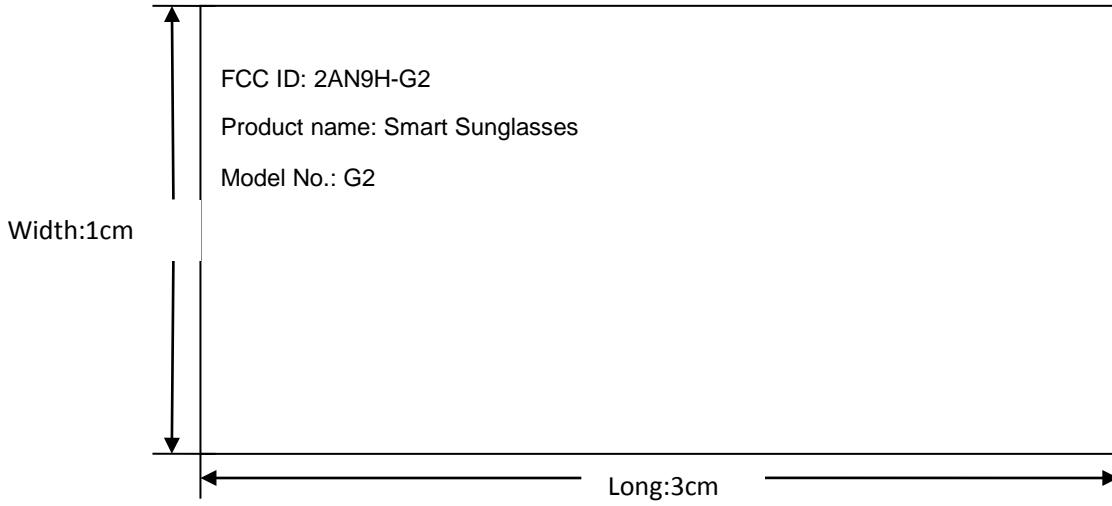 FCC ID: 2AN9H-G2
Product name: Smart Sunglasses
Model No.: G2
Width:1cm
Long:3cm